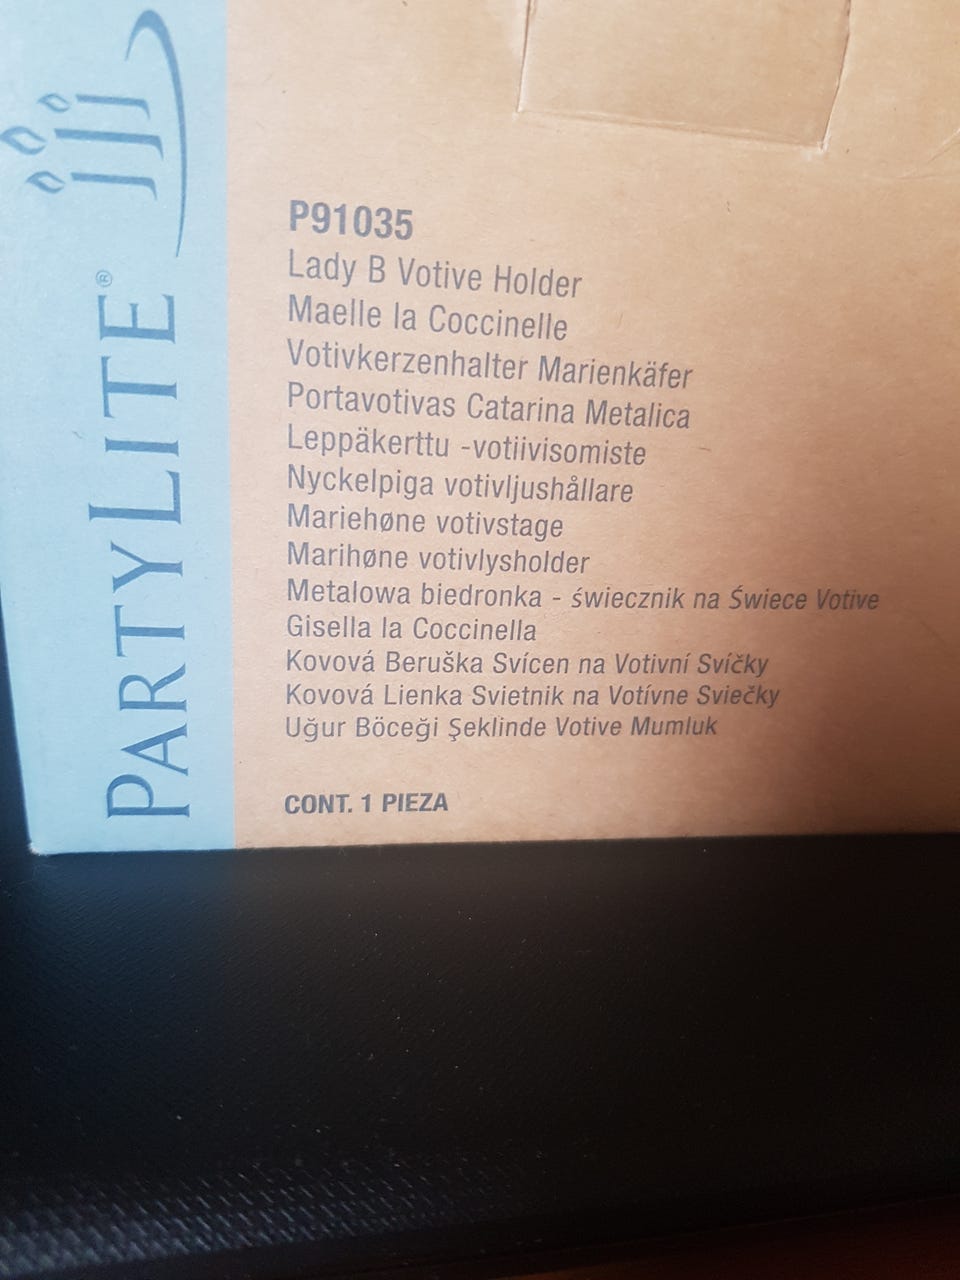 PARTYLITE®
P91035
Lady B Votive Holder
Maelle la Coccinelle
Votivkerzenhalter Marienkäfer
Portavotivas Catarina Metalica
Leppäkerttu -votiivisomiste
Nyckelpiga votivljushållare
Mariehøne votivstage
Marihøne votivlysholder
Metalowa biedronka - świecznik na Świece Votive
Gisella la Coccinella
Kovová Beruška Svícen na Votivní Svíčky
Kovová Lienka Svietnik na Votívne Sviečky
Uğur Böceği Şeklinde Votive Mumluk
CONT. 1 PIEZA